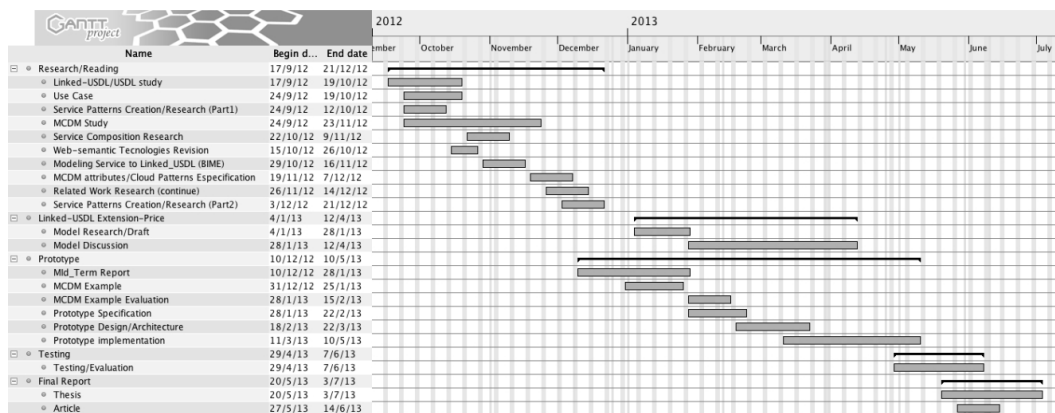 GANTT project
2012 2013
Name Begin d... End date ember October November December January February March April May June July
Research/Reading 17/9/12 21/12/12
Linked-USDL/USDL study 17/9/12 19/10/12
Use Case 24/9/12 19/10/12
Service Patterns Creation/Research (Part1) 24/9/12 12/10/12
MCDM Study 24/9/12 23/11/12
Service Composition Research 22/10/12 9/11/12
Web-semantic Tecnologies Revision 15/10/12 26/10/12
Modeling Service to Linked_USDL (BIME) 29/10/12 16/11/12
MCDM attributes/Cloud Patterns Especification 19/11/12 7/12/12
Related Work Research (continue) 26/11/12 14/12/12
Service Patterns Creation/Research (Part2) 3/12/12 21/12/12
Linked-USDL Extension-Price 4/1/13 12/4/13
Model Research/Draft 4/1/13 28/1/13
Model Discussion 28/1/13 12/4/13
Prototype 10/12/12 10/5/13
MId_Term Report 10/12/12 28/1/13
MCDM Example 31/12/12 25/1/13
MCDM Example Evaluation 28/1/13 15/2/13
Prototype Specification 28/1/13 22/2/13
Prototype Design/Architecture 18/2/13 22/3/13
Prototype implementation 11/3/13 10/5/13
Testing 29/4/13 7/6/13
Testing/Evaluation 29/4/13 7/6/13
Final Report 20/5/13 3/7/13
Thesis 20/5/13 3/7/13
Article 27/5/13 14/6/13